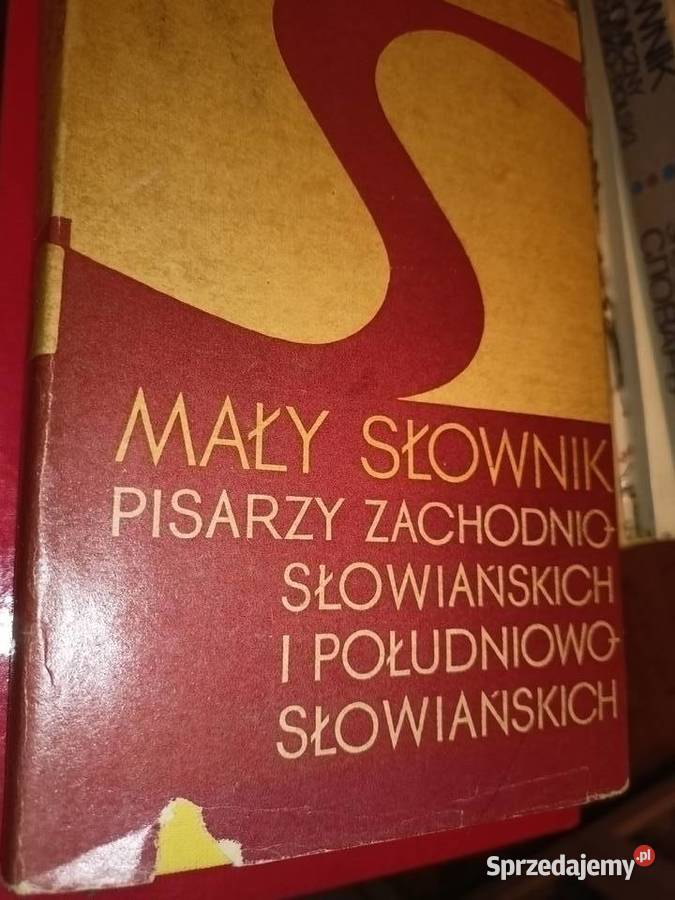 MAŁY SŁOWNIK
PISARZY ZACHODNIO-
SŁOWIAŃSKICH
I POŁUDNIOWO-
SŁOWIAŃSKICH
Sprzedajemy.pl